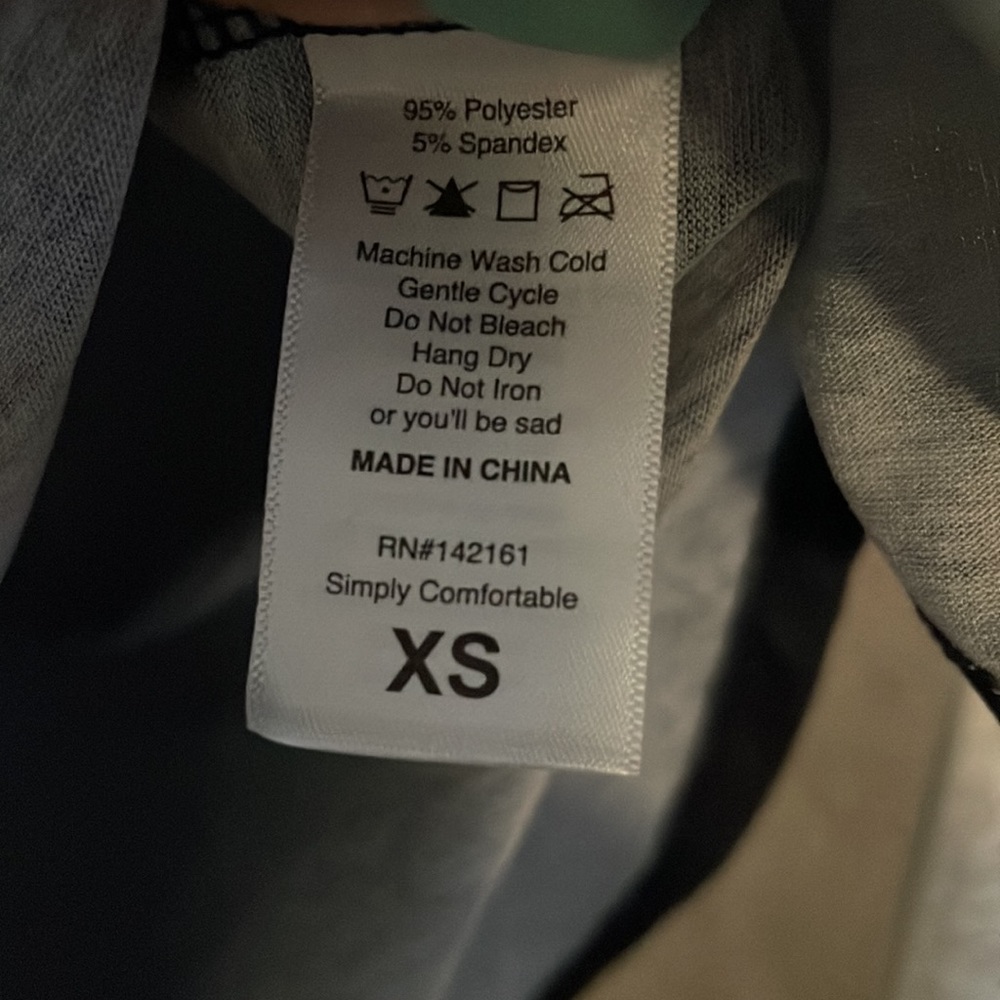 95% Polyester
5% Spandex
Machine Wash Cold
Gentle Cycle
Do Not Bleach
Hang Dry
Do Not Iron
or you'll be sad
MADE IN CHINA
RN#142161
Simply Comfortable
XS